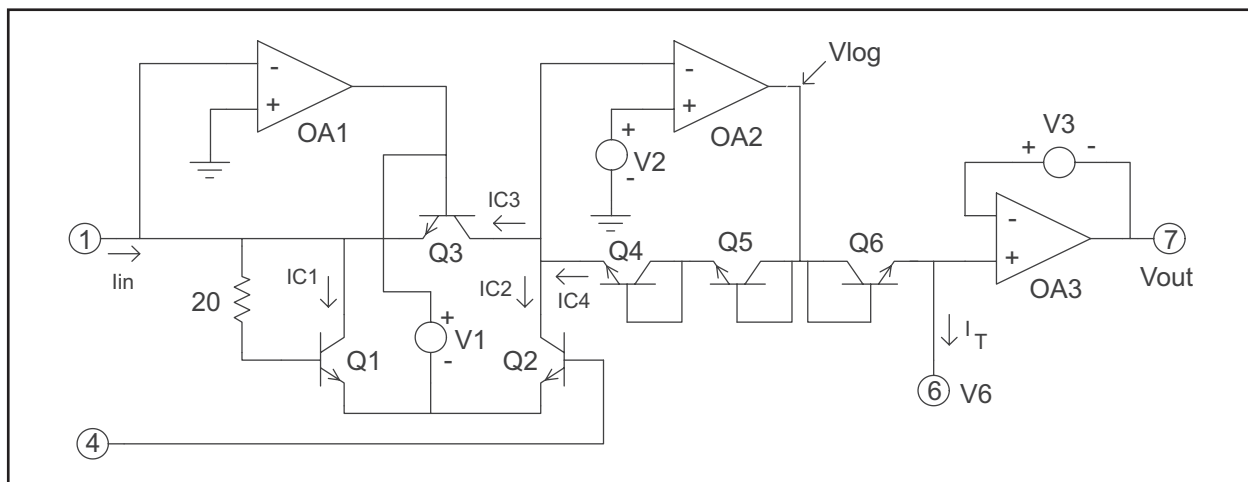 Vlog
-
+
OA1
-
+
OA2
+
V2
-
V3
+
-
-
+
OA3
1
Iin
IC3
Q3
Q4
Q5
Q6
7
Vout
20
IC1
IC2
IC4
+
V1
-
Q1
Q2
IT
6
V6
4